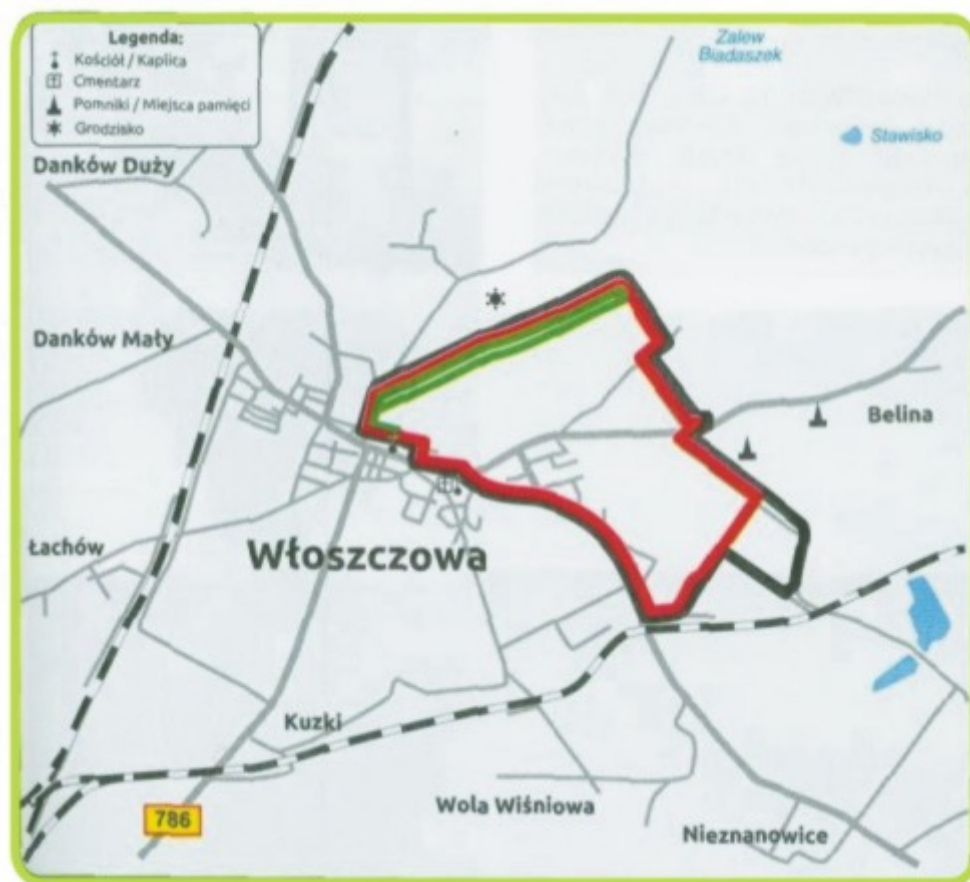 Legenda:
Kościół / Kaplica
Cmentarz
Pomniki / Miejsca pamięci
Grodzisko
Zalew
Biadaszek
Stawisko
Danków Duży
Danków Mały
Belina
Łachów
Włoszczowa
Kuzki
Wola Wiśniowa
786
Nieznanowice